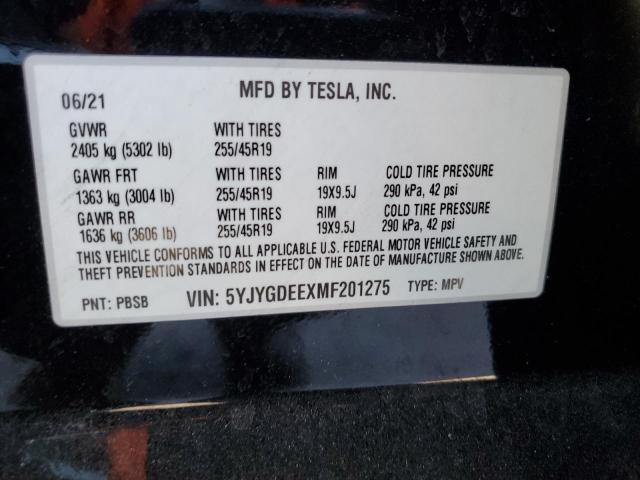 06/21 MFD BY TESLA, INC.
GVWR WITH TIRES
2405 kg (5302 lb) 255/45R19
GAWR FRT WITH TIRES RIM COLD TIRE PRESSURE
1363 kg (3004 lb) 255/45R19 19X9.5J 290 kPa, 42 psi
GAWR RR WITH TIRES RIM COLD TIRE PRESSURE
1636 kg (3606 lb) 255/45R19 19X9.5J 290 kPa, 42 psi
THIS VEHICLE CONFORMS TO ALL APPLICABLE U.S. FEDERAL MOTOR VEHICLE SAFETY AND
THEFT PREVENTION STANDARDS IN EFFECT ON THE DATE OF MANUFACTURE SHOWN ABOVE.
PNT: PBSB VIN: 5YJYGDEEXMF201275 TYPE: MPV